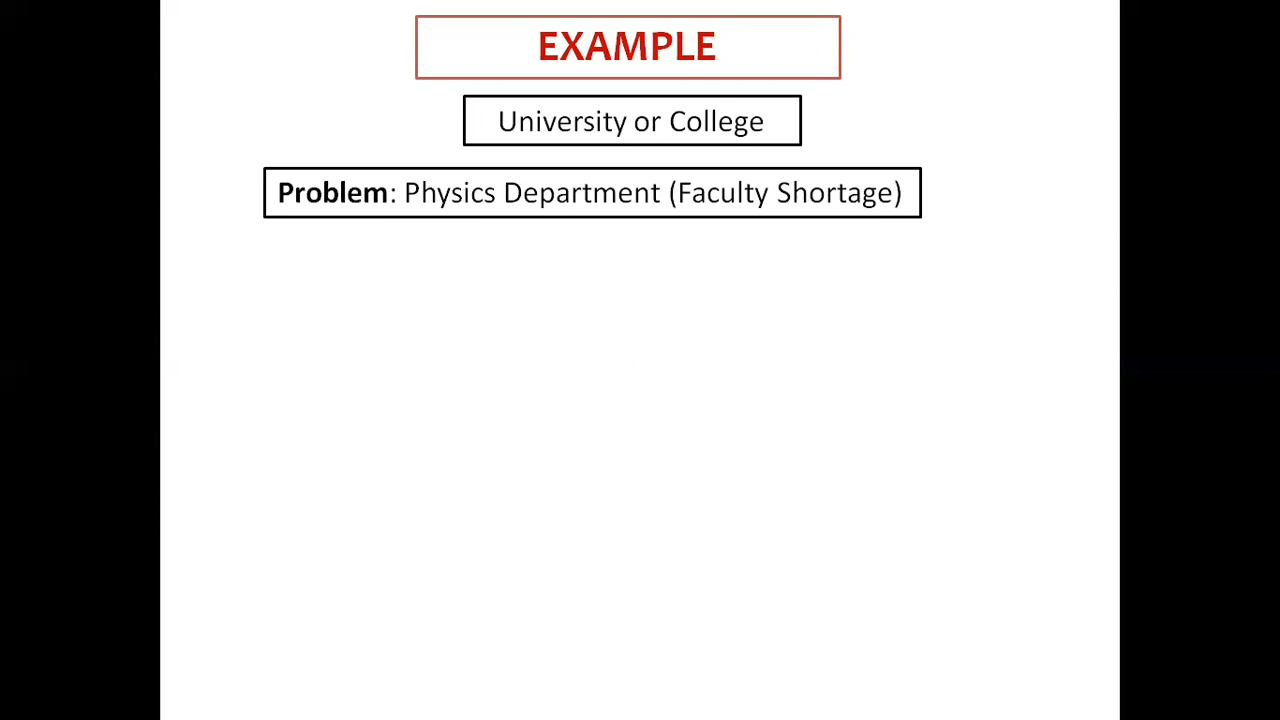 EXAMPLE
University or College
Problem: Physics Department (Faculty Shortage)